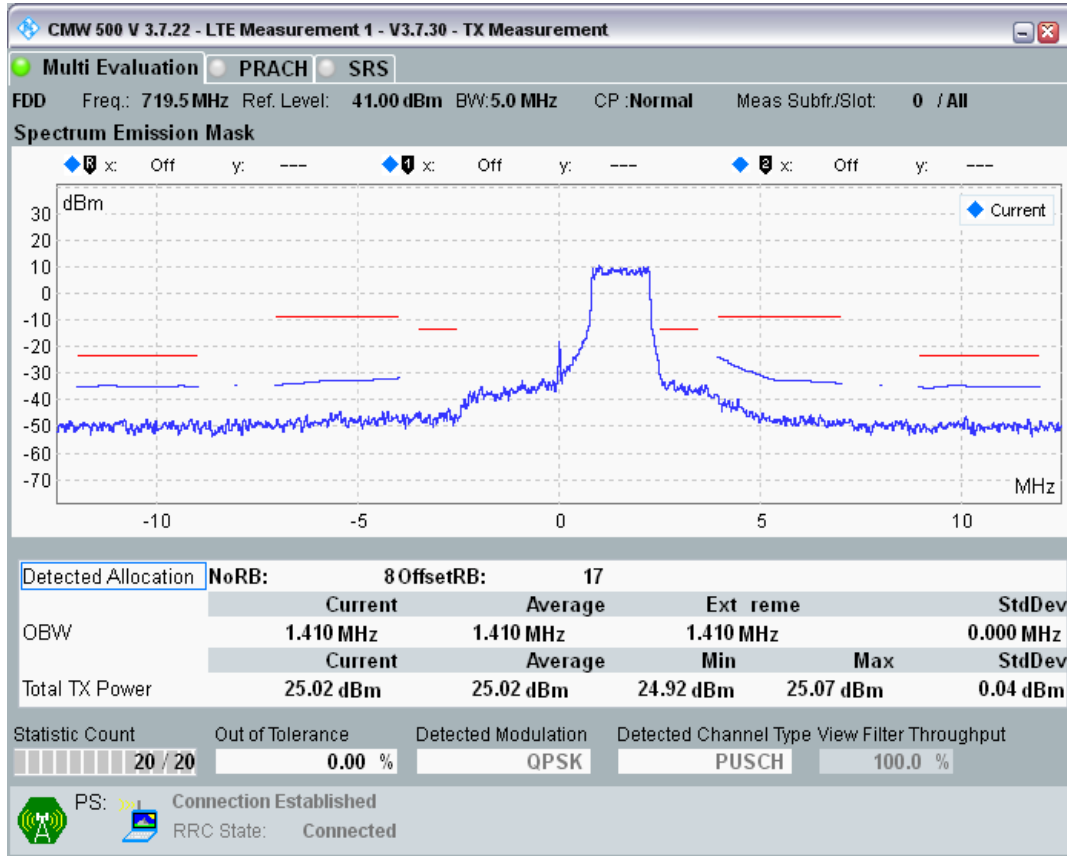 CMW 500 V 3.7.22 - LTE Measurement 1 - V3.7.30 - TX Measurement
Multi Evaluation PRACH SRS
FDD Freq.: 719.5 MHz Ref. Level: 41.00 dBm BW: 5.0 MHz CP : Normal Meas Subfr./Slot: 0 / All
Spectrum Emission Mask
R x: Off y: --- 1 x: Off y: --- 2 x: Off y: ---
dBm
Current
30
20
10
0
-10
-20
-30
-40
-50
-60
-70
MHz
-10 -5 0 5 10
Detected Allocation NoRB: 8 OffsetRB: 17
Current Average Ext reme StdDev
OBW 1.410 MHz 1.410 MHz 1.410 MHz 0.000 MHz
Current Average Min Max StdDev
Total TX Power 25.02 dBm 25.02 dBm 24.92 dBm 25.07 dBm 0.04 dBm
Statistic Count Out of Tolerance Detected Modulation Detected Channel Type View Filter Throughput
20 / 20 0.00 % QPSK PUSCH 100.0 %
PS: Connection Established
RRC State: Connected